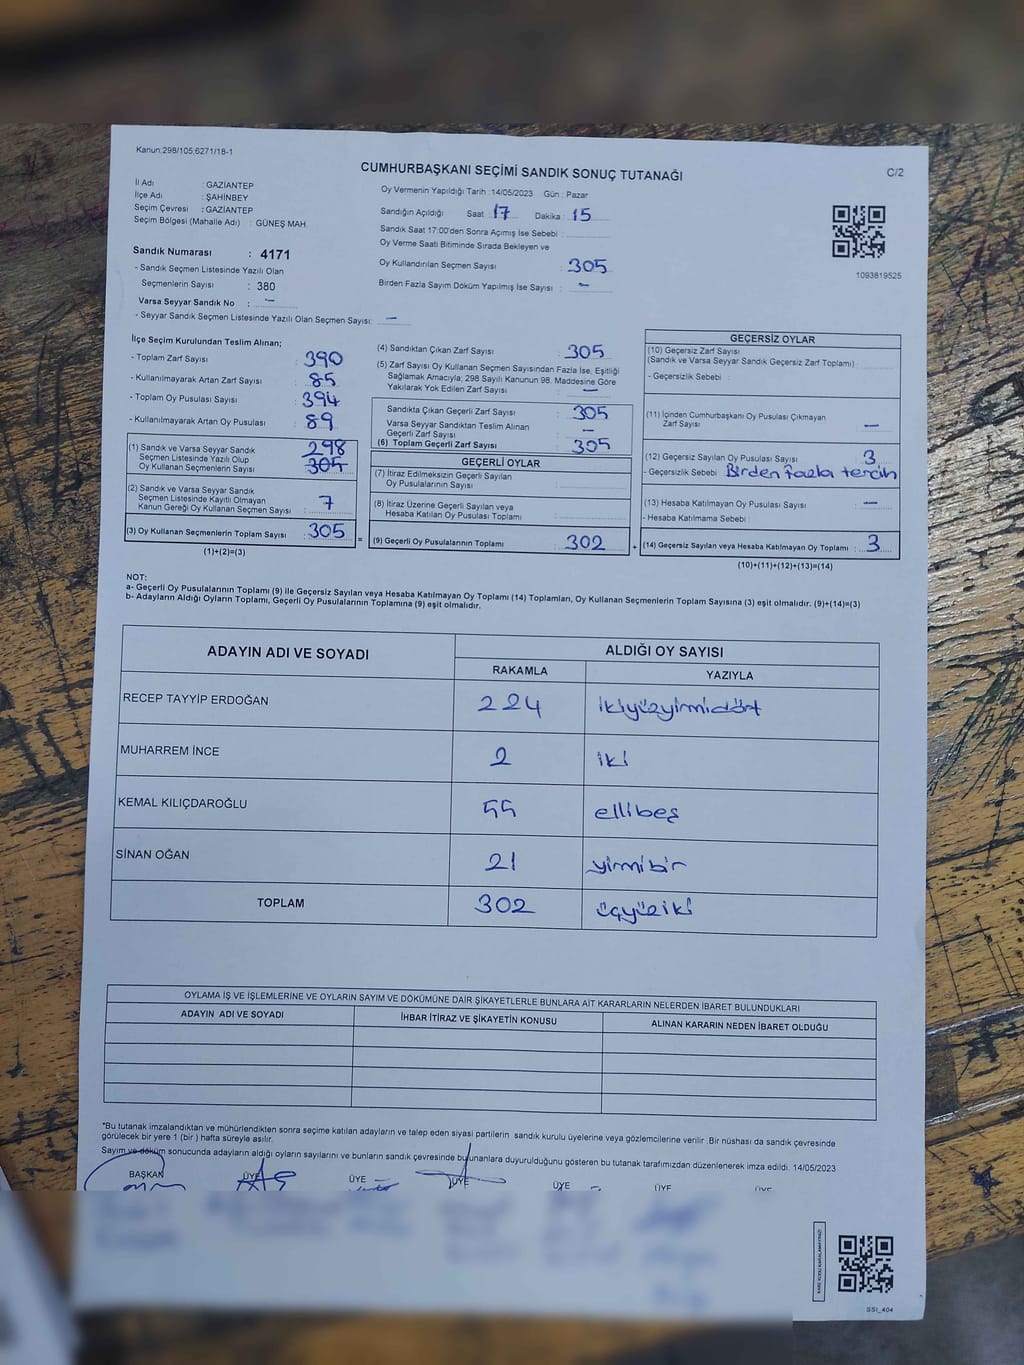 Kanun:298/105;6271/18-1
CUMHURBAŞKANI SEÇİMİ SANDIK SONUÇ TUTANAĞI
C/2
İl Adı : GAZİANTEP
İlçe Adı : ŞAHİNBEY
Seçim Çevresi : GAZİANTEP
Seçim Bölgesi (Mahalle Adı) : GÜNEŞ MAH
Sandık Numarası : 4171
- Sandık Seçmen Listesinde Yazılı Olan
Seçmenlerin Sayısı : 380
Varsa Seyyar Sandık No : -
- Seyyar Sandık Seçmen Listesinde Yazılı Olan Seçmen Sayısı: -
Oy Vermenin Yapıldığı Tarih : 14/05/2023 Gün : Pazar
Sandığın Açıldığı Saat : 17 Dakika : 15
Sandık Saat 17:00'den Sonra Açımış İse Sebebi :
Oy Verme Saati Bitiminde Sırada Bekleyen ve
Oy Kullandırılan Seçmen Sayısı : 305
Birden Fazla Sayım Döküm Yapılmış İse Sayısı : -
1093819525
İlçe Seçim Kurulundan Teslim Alınan;
- Toplam Zarf Sayısı : 390
- Kullanılmayarak Artan Zarf Sayısı : 85
- Toplam Oy Pusulası Sayısı : 394
- Kullanılmayarak Artan Oy Pusulası : 89
(1) Sandık ve Varsa Seyyar Sandık
Seçmen Listesinde Yazılı Olup
Oy Kullanan Seçmenlerin Sayısı : 298 305
(2) Sandık ve Varsa Seyyar Sandık
Seçmen Listesinde Kayıtlı Olmayan
Kanun Gereği Oy Kullanan Seçmen Sayısı : 7
(3) Oy Kullanan Seçmenlerin Toplam Sayısı : 305
(1)+(2)=(3)
(4) Sandıktan Çıkan Zarf Sayısı : 305
(5) Zarf Sayısı Oy Kullanan Seçmen Sayısından Fazla İse, Eşitliği
Sağlamak Amacıyla; 298 Sayılı Kanunun 98. Maddesine Göre
Yakılarak Yok Edilen Zarf Sayısı : -
Sandıkta Çıkan Geçerli Zarf Sayısı : 305
Varsa Seyyar Sandıktan Teslim Alınan
Geçerli Zarf Sayısı : -
(6) Toplam Geçerli Zarf Sayısı : 305
GEÇERLİ OYLAR
(7) İtiraz Edilmeksizin Geçerli Sayılan
Oy Pusulalarının Sayısı :
(8) İtiraz Üzerine Geçerli Sayılan veya
Hesaba Katılan Oy Pusulası Toplamı :
= (9) Geçerli Oy Pusulalarının Toplamı : 302
GEÇERSİZ OYLAR
(10) Geçersiz Zarf Sayısı
(Sandık ve Varsa Seyyar Sandık Geçersiz Zarf Toplamı) :
- Geçersizlik Sebebi :
(11) İçinden Cumhurbaşkanı Oy Pusulası Çıkmayan
Zarf Sayısı : -
(12) Geçersiz Sayılan Oy Pusulası Sayısı : 3
- Geçersizlik Sebebi : Birden fazla tercih
(13) Hesaba Katılmayan Oy Pusulası Sayısı : -
- Hesaba Katılmama Sebebi :
+ (14) Geçersiz Sayılan veya Hesaba Katılmayan Oy Toplamı : 3
(10)+(11)+(12)+(13)=(14)
NOT:
a- Geçerli Oy Pusulalarının Toplamı (9) ile Geçersiz Sayılan veya Hesaba Katılmayan Oy Toplamı (14) Toplamları, Oy Kullanan Seçmenlerin Toplam Sayısına (3) eşit olmalıdır. (9)+(14)=(3)
b- Adayların Aldığı Oyların Toplamı, Geçerli Oy Pusulalarının Toplamına (9) eşit olmalıdır.
ADAYIN ADI VE SOYADI ALDIĞI OY SAYISI
RAKAMLA YAZIYLA
RECEP TAYYİP ERDOĞAN 224 ikiyüzyirmidört
MUHARREM İNCE 2 iki
KEMAL KILIÇDAROĞLU 55 ellibeş
SİNAN OĞAN 21 yirmibir
TOPLAM 302 üçyüziki
OYLAMA İŞ VE İŞLEMLERİNE VE OYLARIN SAYIM VE DÖKÜMÜNE DAİR ŞİKAYETLERLE BUNLARA AİT KARARLARIN NELERDEN İBARET BULUNDUKLARI
ADAYIN ADI VE SOYADI İHBAR İTİRAZ VE ŞİKAYETİN KONUSU ALINAN KARARIN NEDEN İBARET OLDUĞU
*Bu tutanak imzalandıktan ve mühürlendikten sonra seçime katılan adayların ve talep eden siyasi partilerin sandık kurulu üyelerine veya gözlemcilerine verilir .Bir nüshası da sandık çevresinde
görülecek bir yere 1 (bir ) hafta süreyle asılır.
Sayım ve döküm sonucunda adayların aldığı oyların sayılarını ve bunların sandık çevresinde bulunanlara duyurulduğunu gösteren bu tutanak tarafımızdan düzenlenerek imza edildi. 14/05/2023
BAŞKAN ÜYE ÜYE ÜYE ÜYE ÜYE ÜYE
KARE KODU KARALAMAYINIZ!
SSI_404